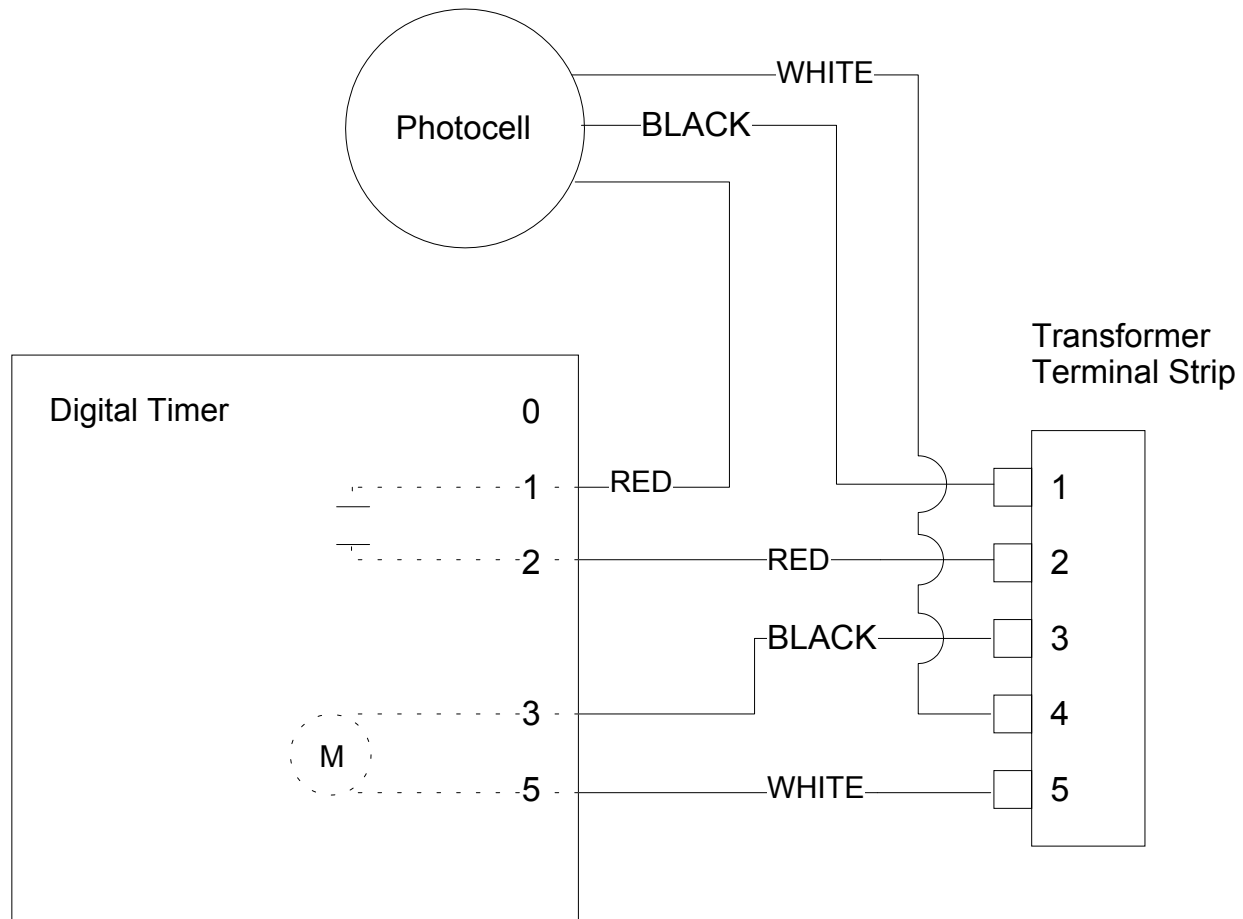 WHITE
Photocell
BLACK
Transformer
Terminal Strip
Digital Timer
0
1
RED
1
2
RED
2
BLACK
3
3
4
M
5
WHITE
5